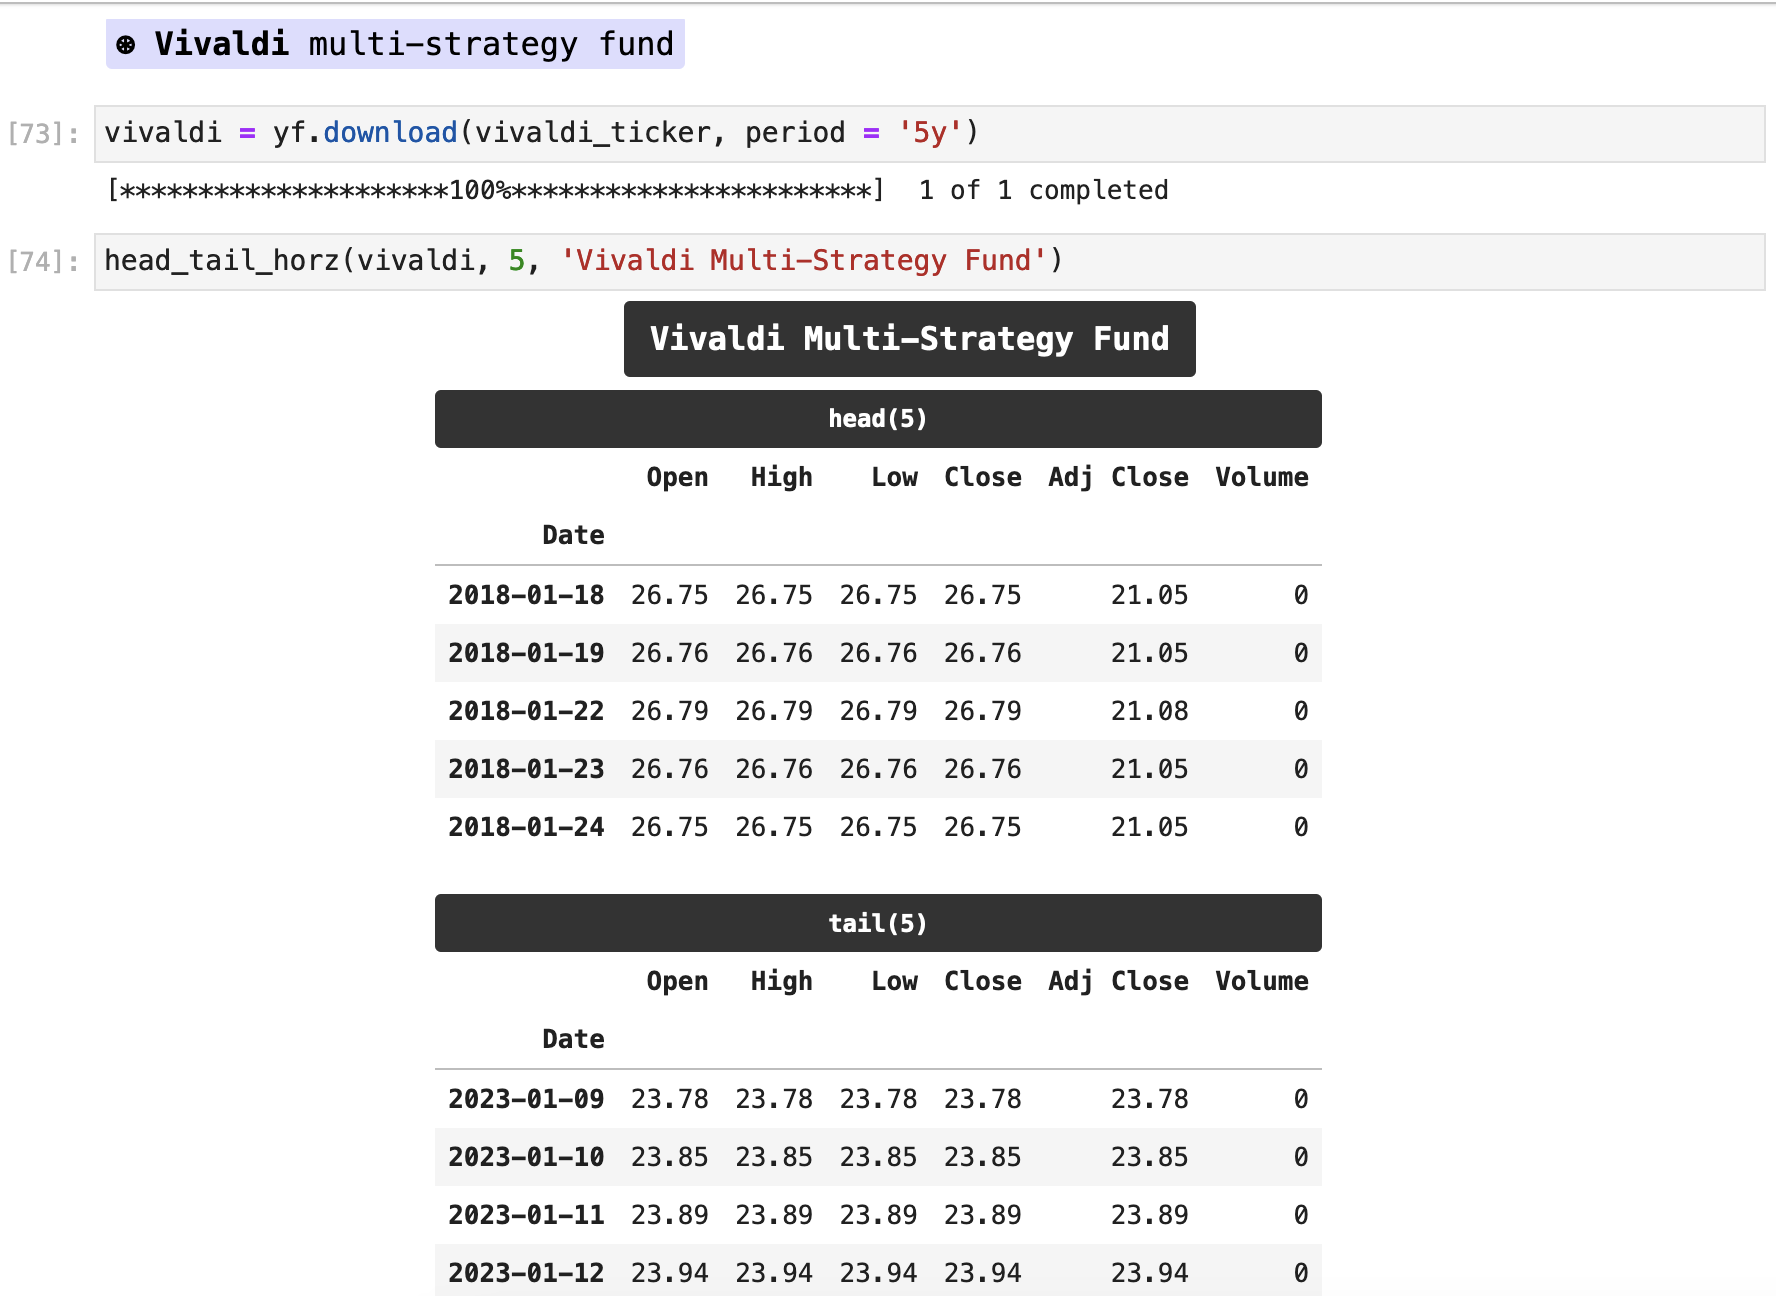 ⊛ Vivaldi multi-strategy fund
[73]: vivaldi = yf.download(vivaldi_ticker, period = '5y')
[*********************100%***********************]  1 of 1 completed
[74]: head_tail_horz(vivaldi, 5, 'Vivaldi Multi-Strategy Fund')
Vivaldi Multi-Strategy Fund
head(5)
Open High Low Close Adj Close Volume
Date
2018-01-18 26.75 26.75 26.75 26.75 21.05 0
2018-01-19 26.76 26.76 26.76 26.76 21.05 0
2018-01-22 26.79 26.79 26.79 26.79 21.08 0
2018-01-23 26.76 26.76 26.76 26.76 21.05 0
2018-01-24 26.75 26.75 26.75 26.75 21.05 0
tail(5)
Open High Low Close Adj Close Volume
Date
2023-01-09 23.78 23.78 23.78 23.78 23.78 0
2023-01-10 23.85 23.85 23.85 23.85 23.85 0
2023-01-11 23.89 23.89 23.89 23.89 23.89 0
2023-01-12 23.94 23.94 23.94 23.94 23.94 0